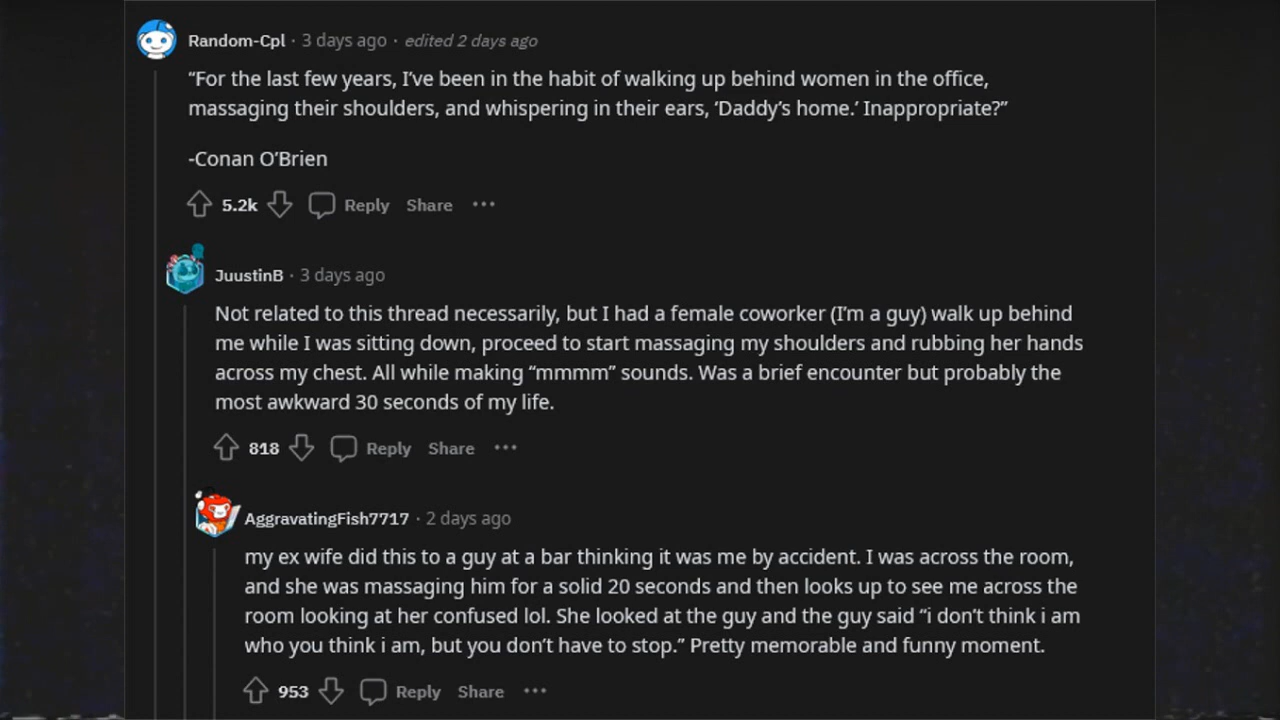 Random-Cpl · 3 days ago · edited 2 days ago
“For the last few years, I’ve been in the habit of walking up behind women in the office,
massaging their shoulders, and whispering in their ears, ‘Daddy’s home.’ Inappropriate?”
-Conan O’Brien
5.2k Reply Share ···
JuustinB · 3 days ago
Not related to this thread necessarily, but I had a female coworker (I’m a guy) walk up behind
me while I was sitting down, proceed to start massaging my shoulders and rubbing her hands
across my chest. All while making “mmmm” sounds. Was a brief encounter but probably the
most awkward 30 seconds of my life.
818 Reply Share ···
AggravatingFish7717 · 2 days ago
my ex wife did this to a guy at a bar thinking it was me by accident. I was across the room,
and she was massaging him for a solid 20 seconds and then looks up to see me across the
room looking at her confused lol. She looked at the guy and the guy said “i don’t think i am
who you think i am, but you don’t have to stop.” Pretty memorable and funny moment.
953 Reply Share ···